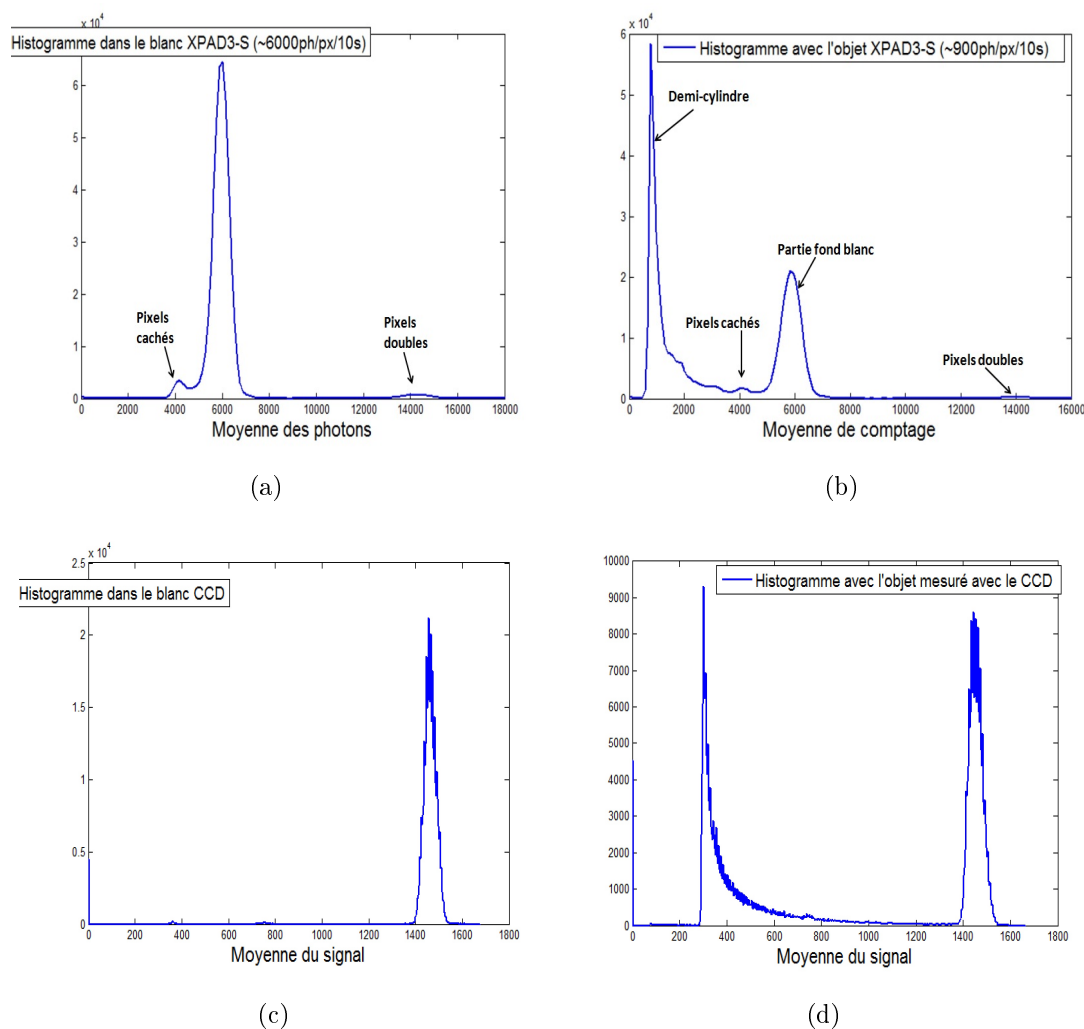 x 10⁴
Histogramme dans le blanc XPAD3-S (~6000ph/px/10s)
6
5
4
3
2
1
0
Pixels
cachés
Pixels
doubles
0 2000 4000 6000 8000 10000 12000 14000 16000 18000
Moyenne des photons
(a)
x 10⁴
Histogramme avec l'objet XPAD3-S (~900ph/px/10s)
6
5
4
3
2
1
0
Demi-cylindre
Partie fond blanc
Pixels cachés
Pixels doubles
0 2000 4000 6000 8000 10000 12000 14000 16000
Moyenne de comptage
(b)
x 10⁴
Histogramme dans le blanc CCD
2.5
2
1.5
1
0.5
0
0 200 400 600 800 1000 1200 1400 1600 1800
Moyenne du signal
(c)
Histogramme avec l'objet mesuré avec le CCD
10000
9000
8000
7000
6000
5000
4000
3000
2000
1000
0
0 200 400 600 800 1000 1200 1400 1600 1800
Moyenne du signal
(d)